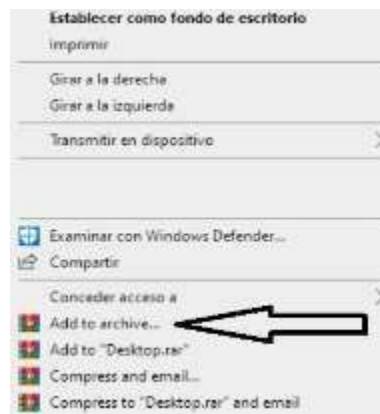 Establecer como fondo de escritorio
Imprimir
Girar a la derecha
Girar a la izquierda
Transmitir en dispositivo
Examinar con Windows Defender...
Compartir
Conceder acceso a
Add to archive...
Add to "Desktop.rar"
Compress and email...
Compress to "Desktop.rar" and email